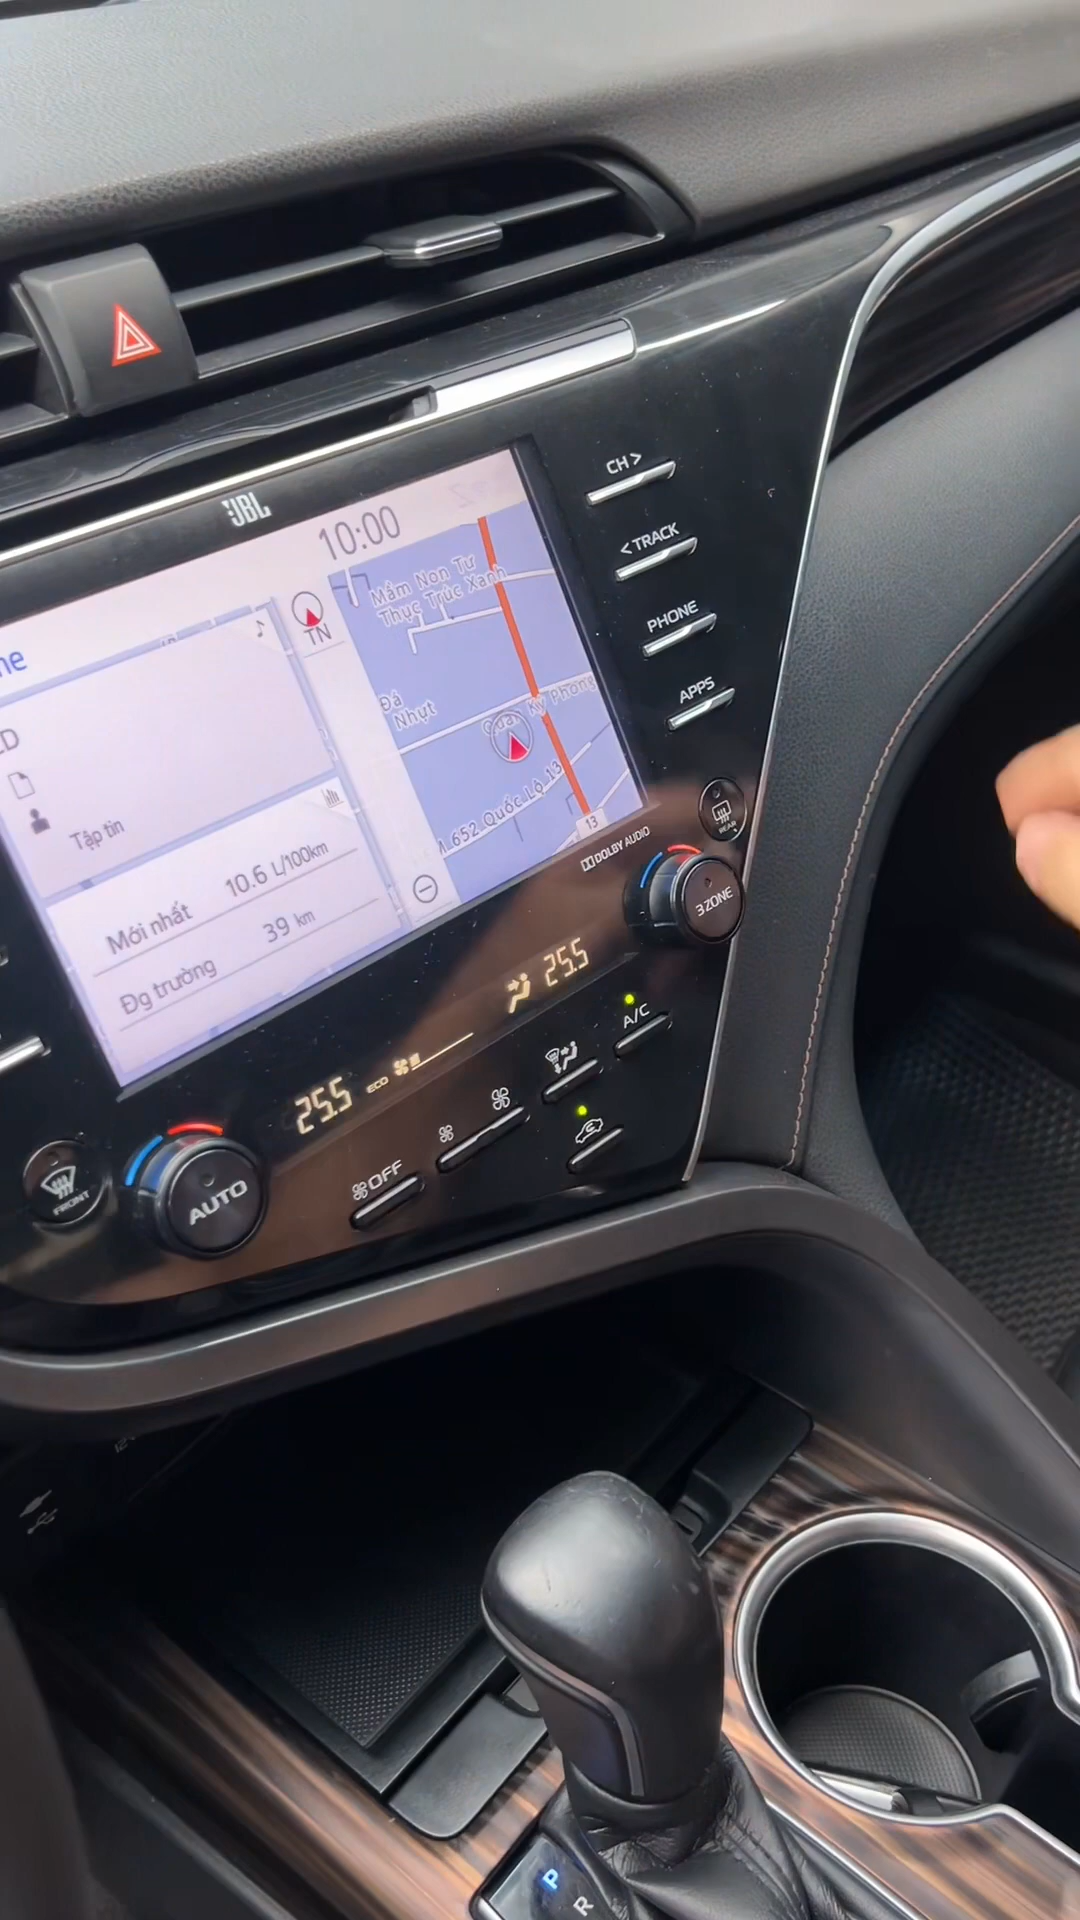 JBL
10:00
CH >
< TRACK
PHONE
APPS
TN
Mầm Non Tư
Thục Trúc Xanh
Đá
Nhựt
Quốc Lộ 13
13
Tập tin
Mới nhất
10.6 L/100km
39 km
Đg trường
DOLBY AUDIO
REAR
3 ZONE
25.5
25.5
ECO
A/C
FRONT
AUTO
OFF
P
R